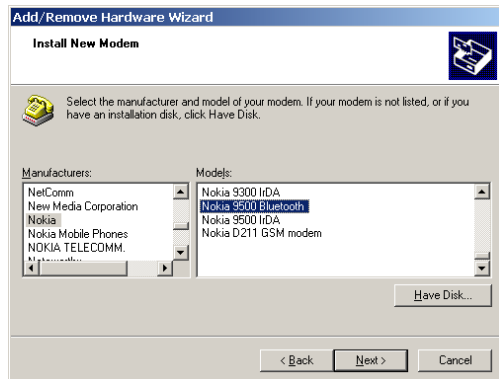 Add/Remove Hardware Wizard
Install New Modem
Select the manufacturer and model of your modem. If your modem is not listed, or if you
have an installation disk, click Have Disk.
Manufacturers:
NetComm
New Media Corporation
Nokia
Nokia Mobile Phones
NOKIA TELECOMM.
Models:
Nokia 9300 IrDA
Nokia 9500 Bluetooth
Nokia 9500 IrDA
Nokia D211 GSM modem
Have Disk...
< Back
Next >
Cancel